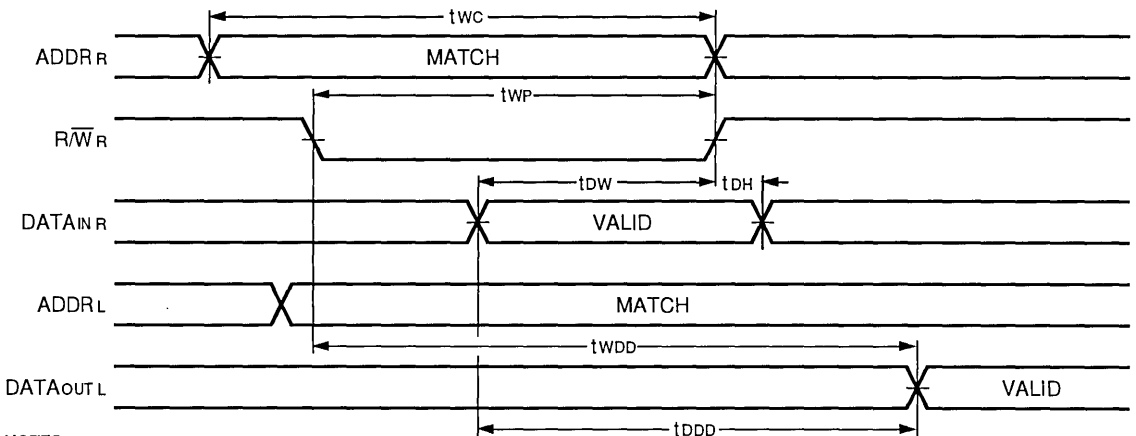 tWC
ADDR R MATCH
tWP
R/W̅ R
tDW tDH
DATAIN R VALID
ADDR L MATCH
tWDD
DATAOUT L VALID
tDDD